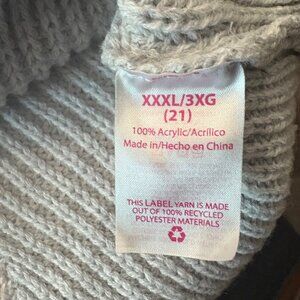 XXXL/3XG
(21)
100% Acrylic/Acrílico
Made in/Hecho en China
THIS LABEL YARN IS MADE
OUT OF 100% RECYCLED
POLYESTER MATERIALS